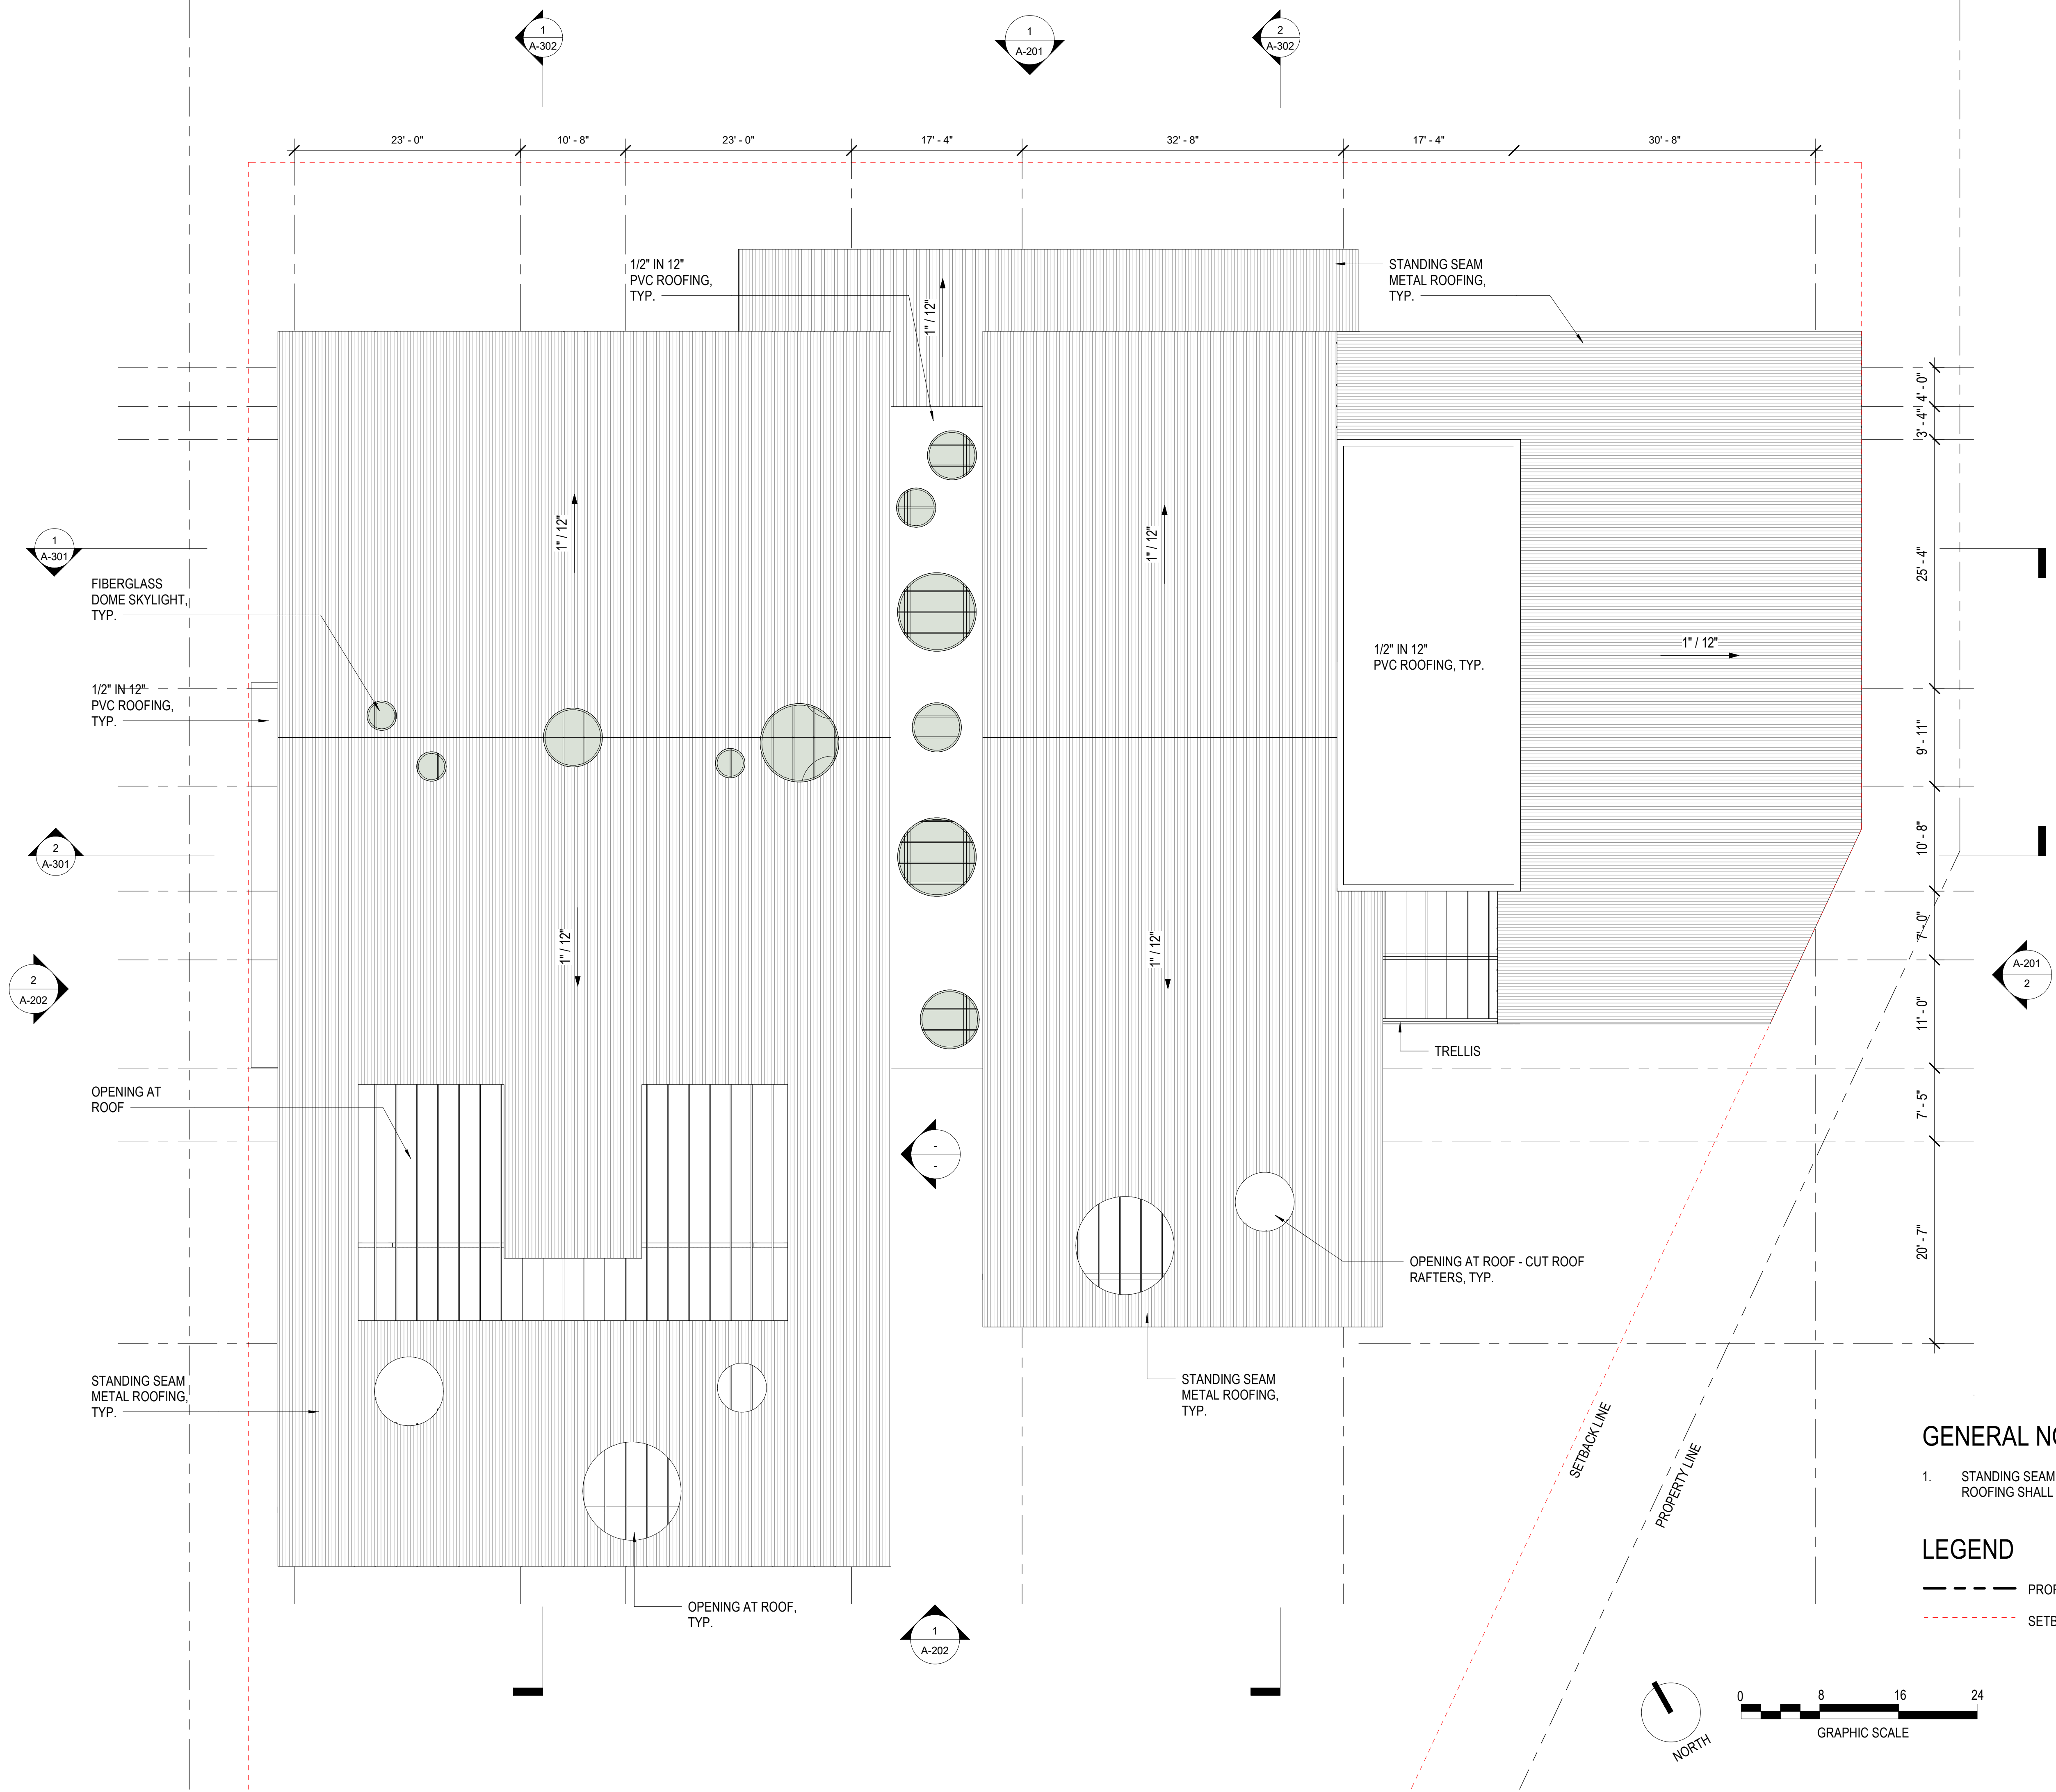 1
A-302
1
A-201
2
A-302
23' - 0"
10' - 8"
23' - 0"
17' - 4"
32' - 8"
17' - 4"
30' - 8"
1/2" IN 12"
PVC ROOFING,
TYP.
STANDING SEAM
METAL ROOFING,
TYP.
1" / 12"
4' - 0"
3' - 4"
25' - 4"
9' - 11"
10' - 8"
7' - 0"
11' - 0"
7' - 5"
20' - 7"
1" / 12"
1" / 12"
1
A-301
FIBERGLASS
DOME SKYLIGHT,
TYP.
1/2" IN 12"
PVC ROOFING, TYP.
1" / 12"
1/2" IN 12"
PVC ROOFING,
TYP.
2
A-301
1" / 12"
1" / 12"
2
A-202
A-201
2
TRELLIS
OPENING AT
ROOF
-
-
OPENING AT ROOF - CUT ROOF
RAFTERS, TYP.
STANDING SEAM
METAL ROOFING,
TYP.
STANDING SEAM
METAL ROOFING,
TYP.
SETBACK LINE
PROPERTY LINE
OPENING AT ROOF,
TYP.
1
A-202
GENERAL NO
1. STANDING SEAM
ROOFING SHALL
LEGEND
PROP
SETB
NORTH
0 8 16 24
GRAPHIC SCALE